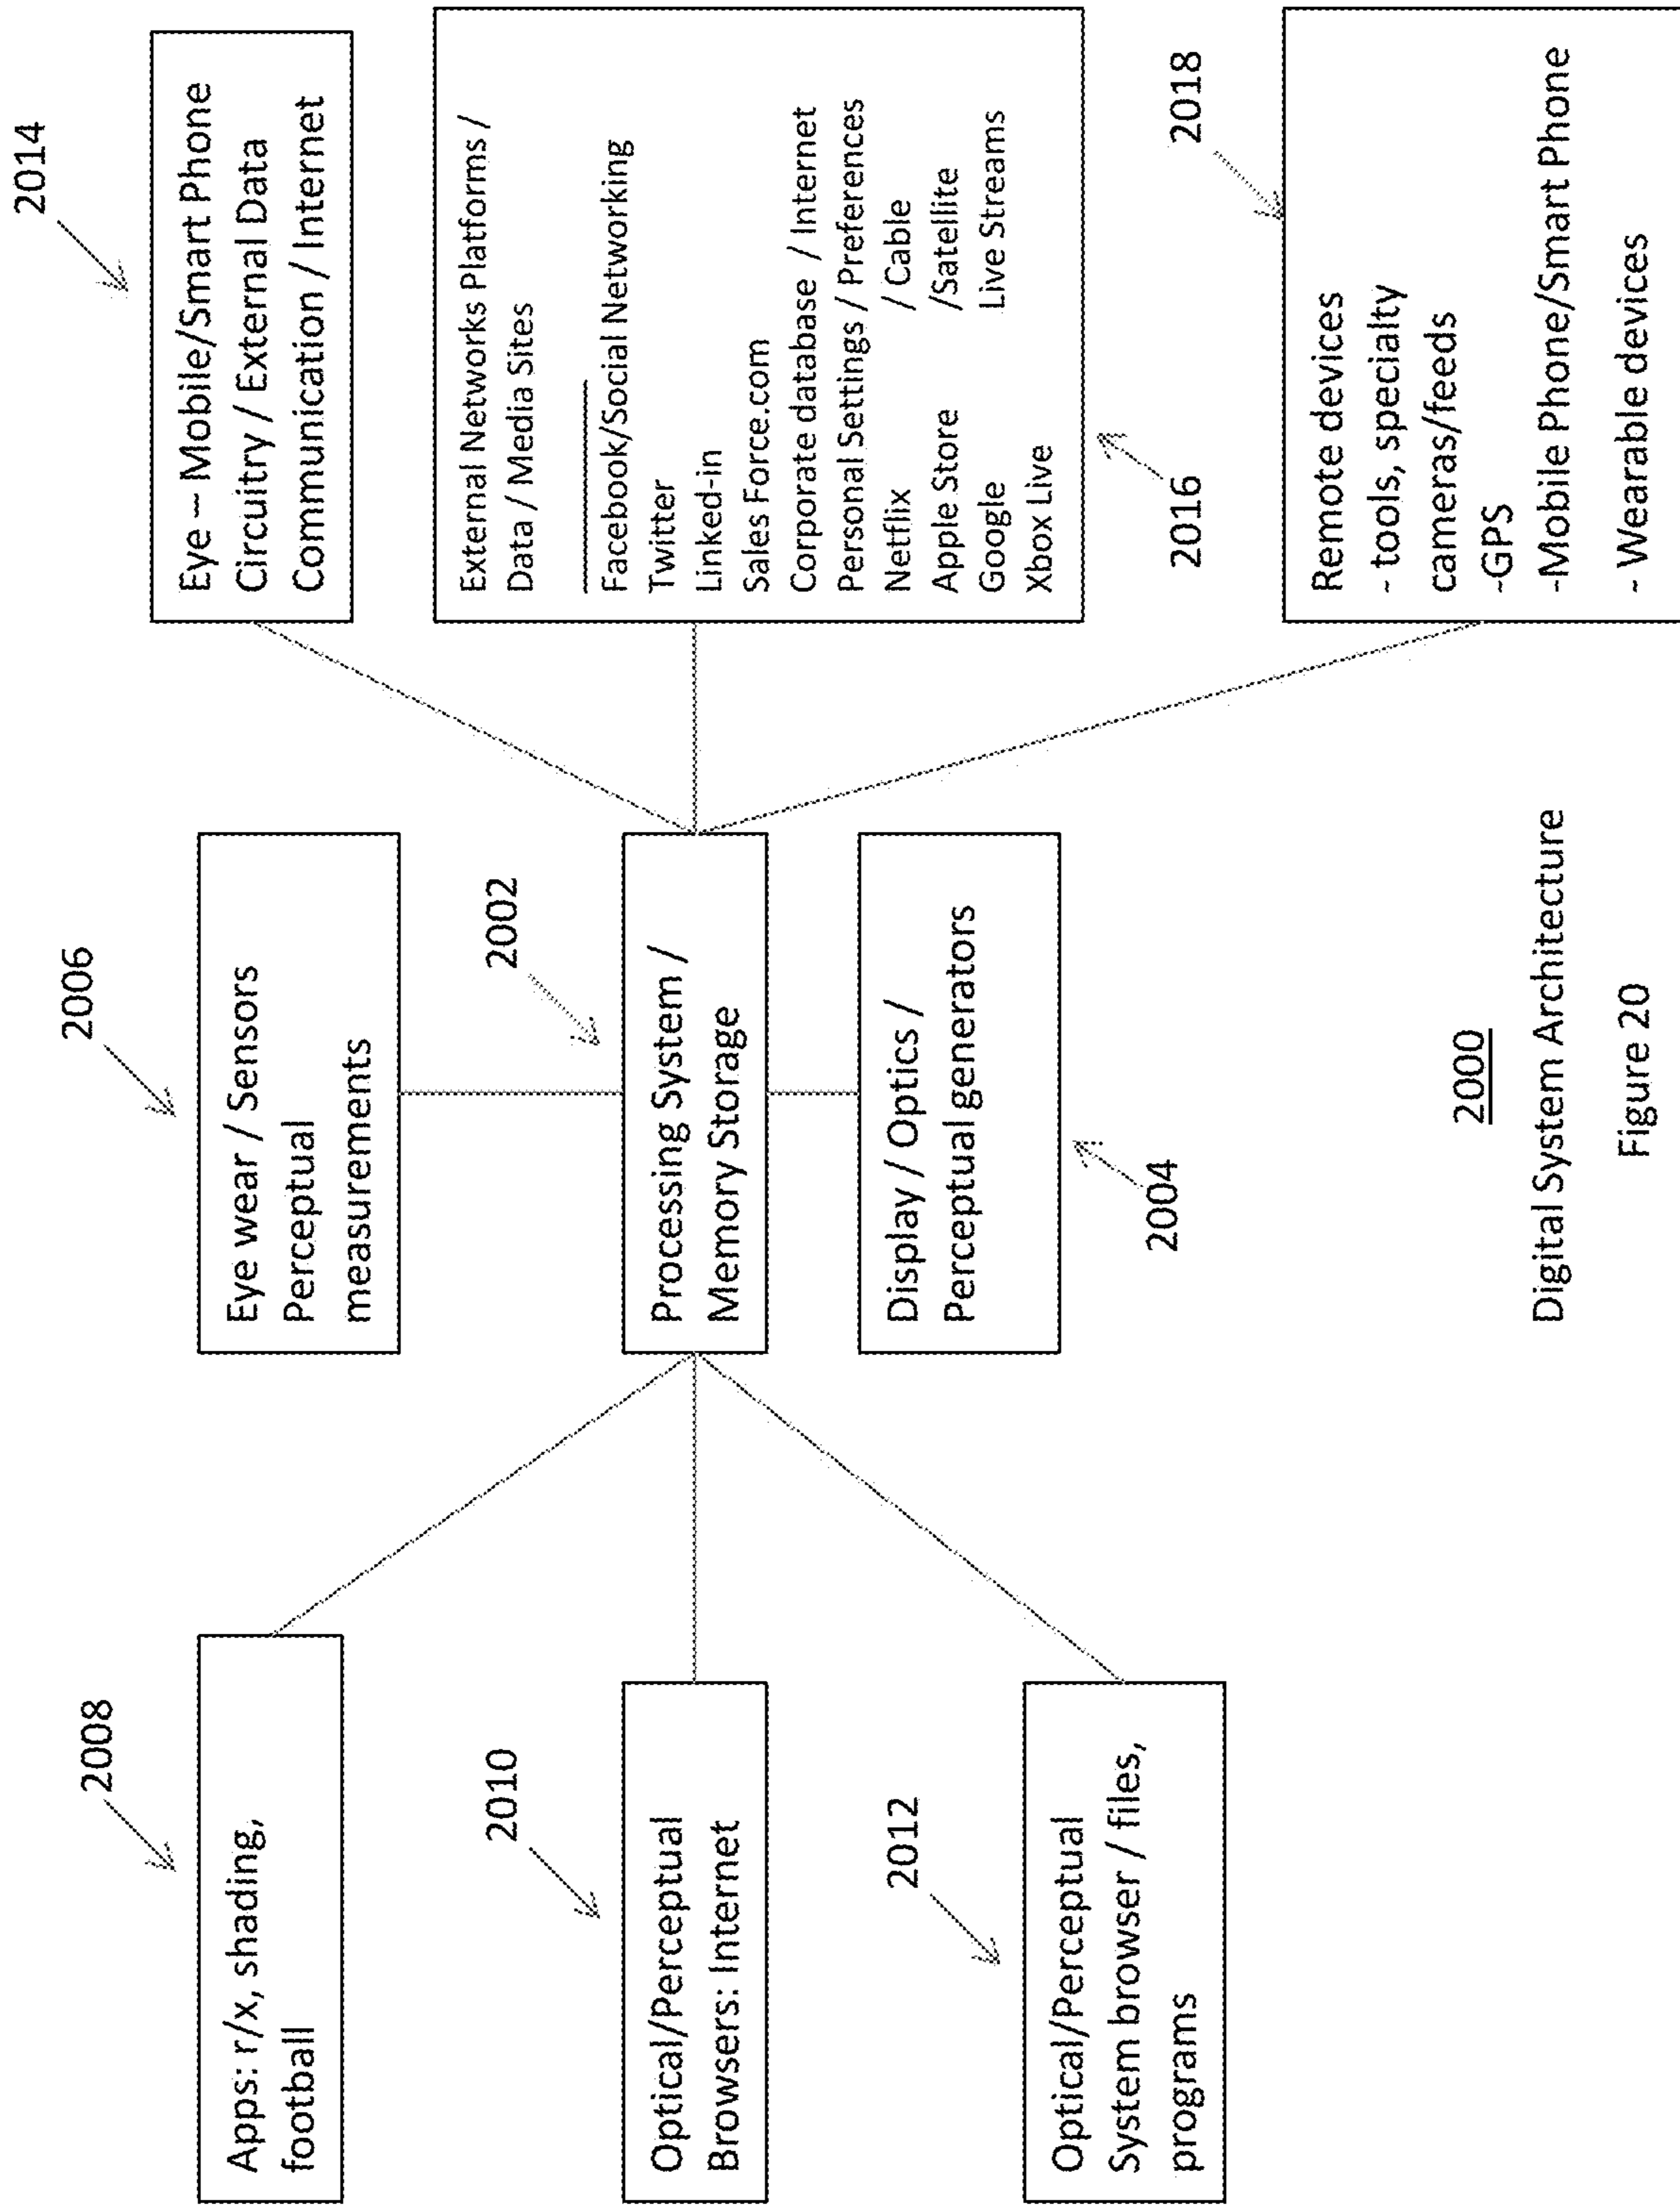 2008
Apps: r/x, shading,
football
2010
Optical/Perceptual
Browsers: Internet
2012
Optical/Perceptual
System browser / files,
programs
2006
Eye wear / Sensors
Perceptual
measurements
2002
Processing System /
Memory Storage
Display / Optics /
Perceptual generators
2004
2014
Eye -- Mobile/Smart Phone
Circuitry / External Data
Communication / Internet
External Networks Platforms /
Data / Media Sites
Facebook/Social Networking
Twitter
Linked-in
Sales Force.com
Corporate database / Internet
Personal Settings / Preferences
Netflix / Cable
Apple Store /Satellite
Google Live Streams
Xbox Live
2016
2018
Remote devices
- tools, specialty
cameras/feeds
-GPS
-Mobile Phone/Smart Phone
- Wearable devices
2000
Digital System Architecture
Figure 20